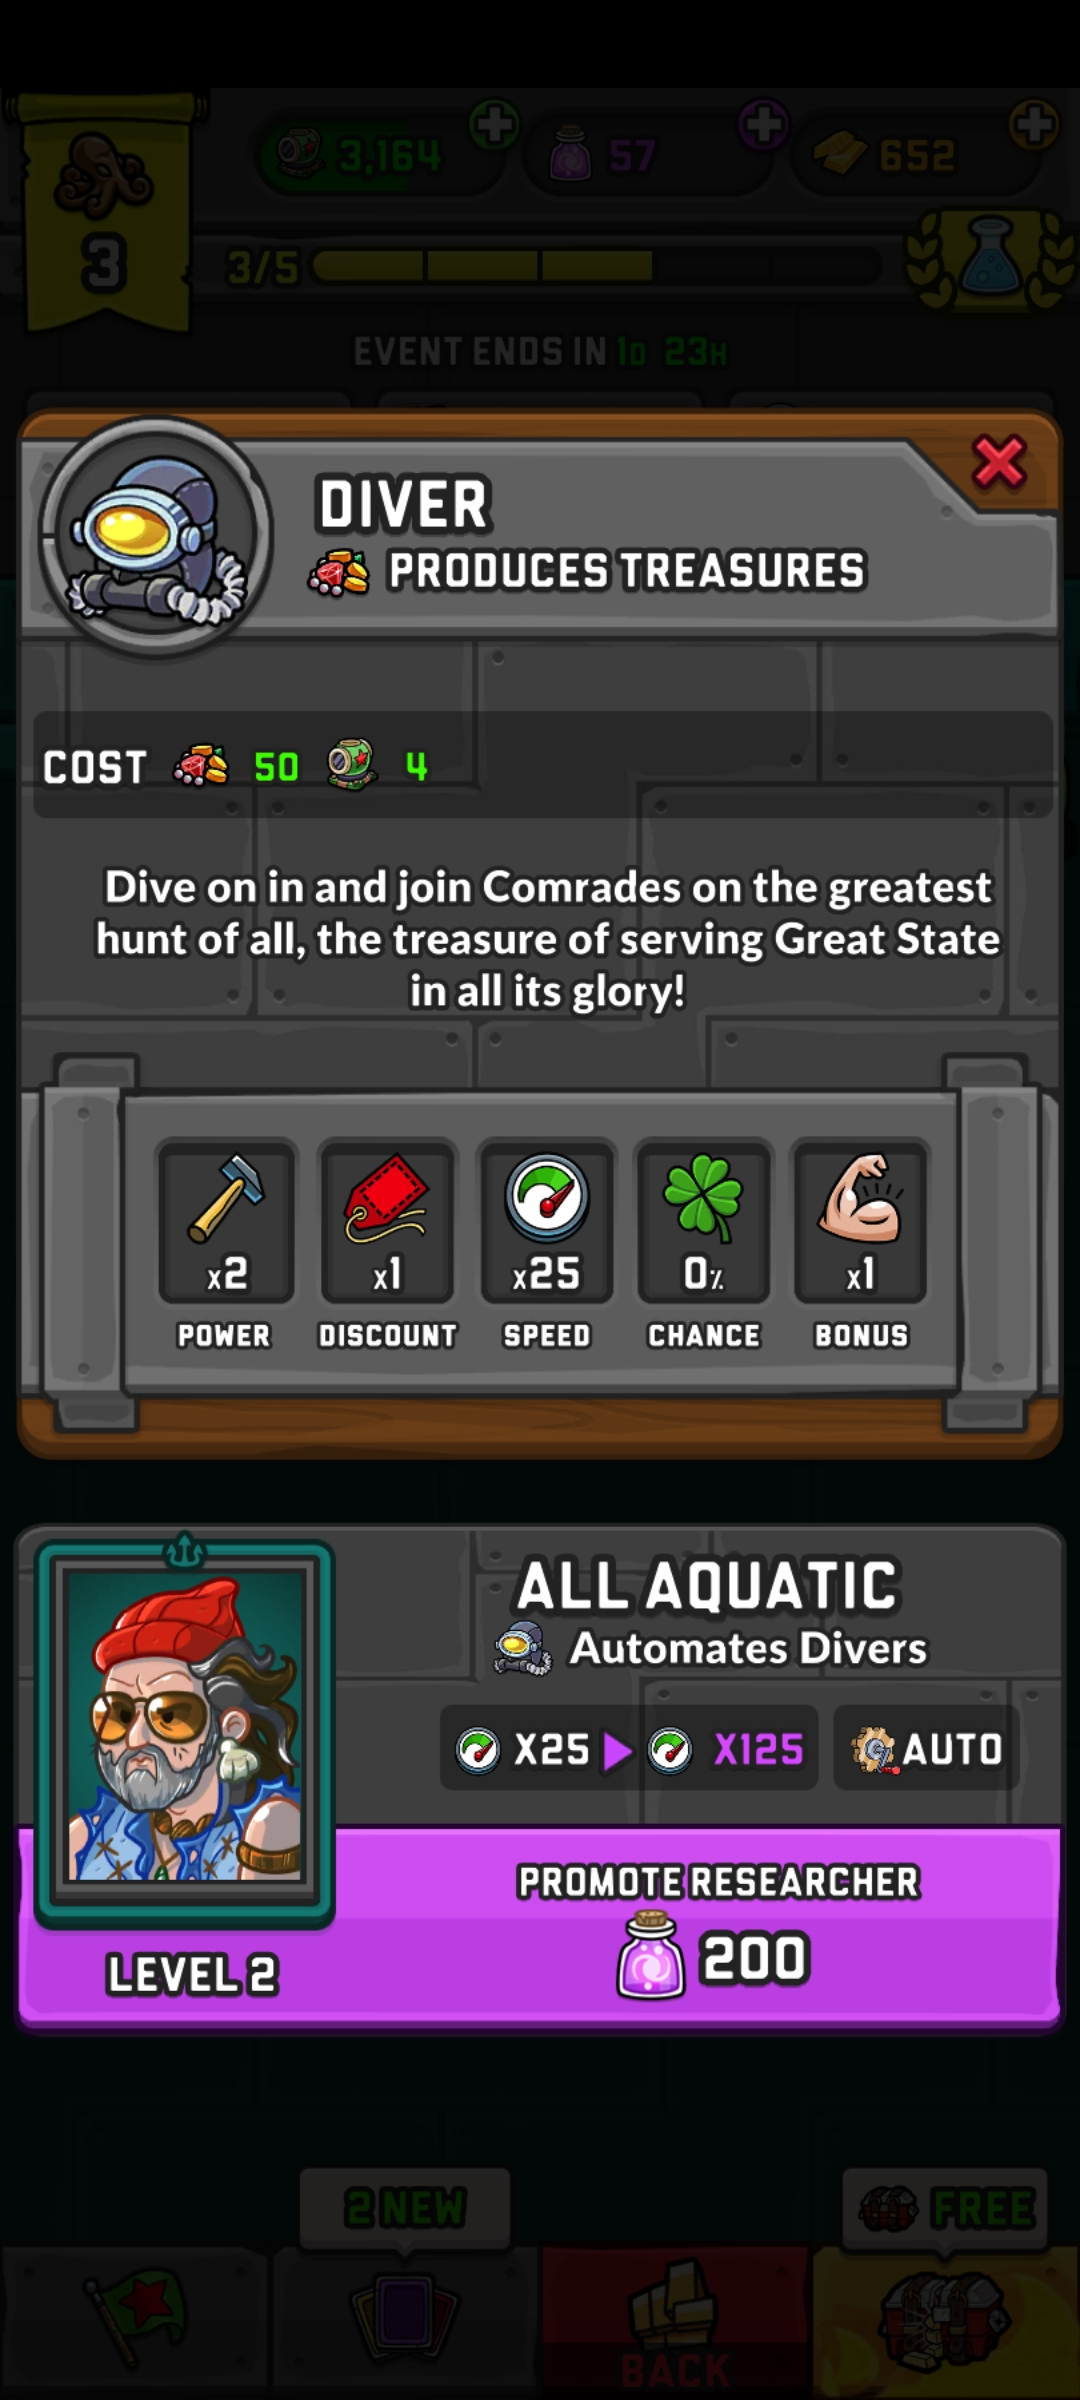 3,164
57
652
3
3/5
EVENT ENDS IN 1D 23H
DIVER
PRODUCES TREASURES
COST 50 4
Dive on in and join Comrades on the greatest
hunt of all, the treasure of serving Great State
in all its glory!
x2
x1
x25
0%
x1
POWER
DISCOUNT
SPEED
CHANCE
BONUS
ALL AQUATIC
Automates Divers
X25
X125
AUTO
PROMOTE RESEARCHER
200
LEVEL 2
2 NEW
FREE
BACK